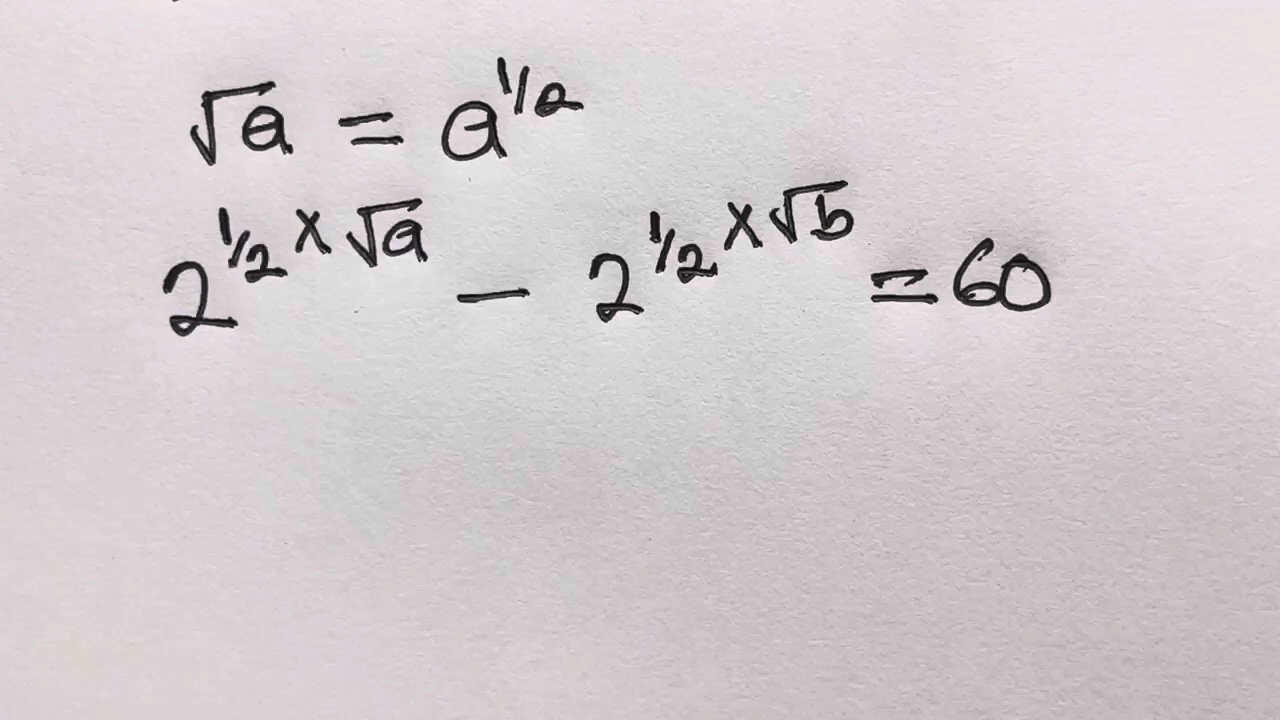 √a = a^1/2
2^1/2 × √a − 2^1/2 × √b = 60